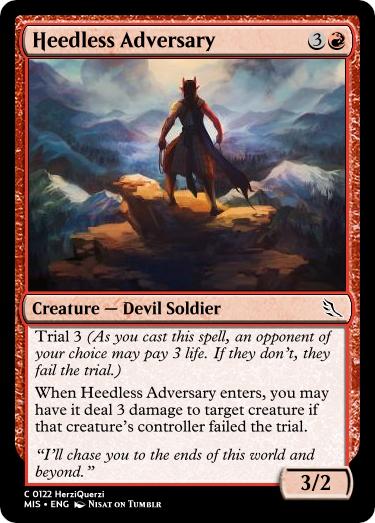 Heedless Adversary 3
Creature — Devil Soldier
Trial 3 (As you cast this spell, an opponent of
your choice may pay 3 life. If they don't, they
fail the trial.)
When Heedless Adversary enters, you may
have it deal 3 damage to target creature if
that creature's controller failed the trial.
"I'll chase you to the ends of this world and
beyond."
3/2
C 0122 HerziQuerzi
MIS • ENG Nisat on Tumblr